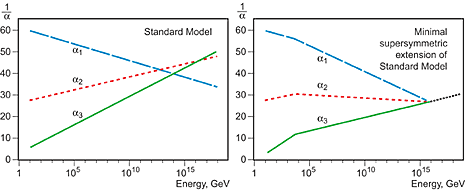 1/α
Standard Model
60
50
40
30
20
10
0
α1
α2
α3
1
10^5
10^10
10^15
Energy, GeV
1/α
Minimal
supersymmetric
extension of
Standard Model
60
50
40
30
20
10
0
α1
α2
α3
1
10^5
10^10
10^15
Energy, GeV